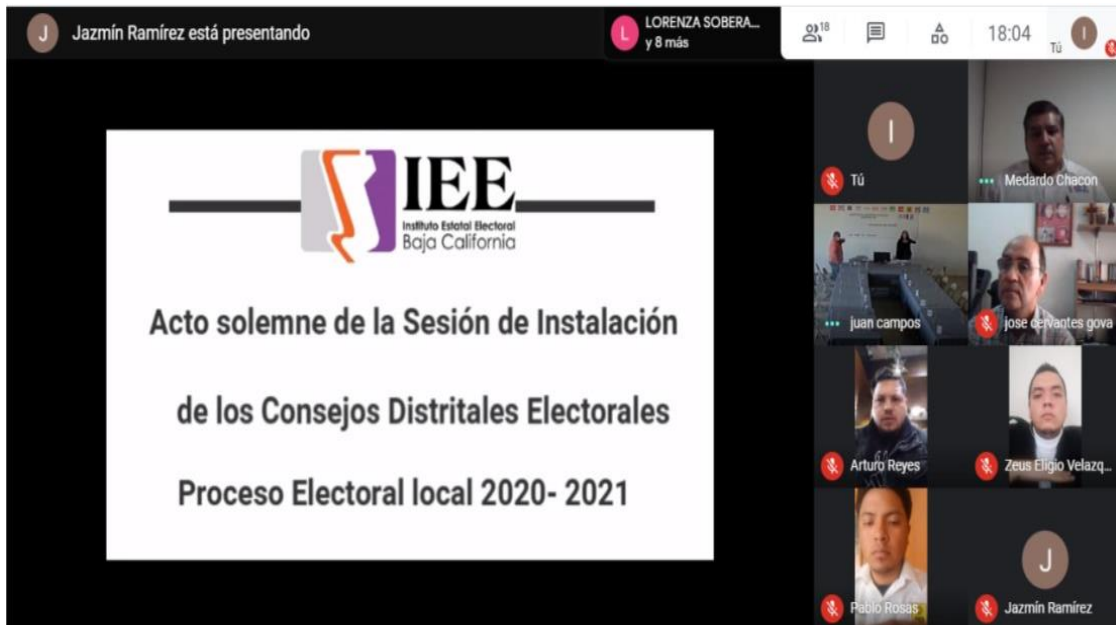 J Jazmín Ramírez está presentando
L LORENZA SOBERA...
y 8 más
18
18:04
Tú
I
IEE
Instituto Estatal Electoral
Baja California
Acto solemne de la Sesión de Instalación
de los Consejos Distritales Electorales
Proceso Electoral local 2020- 2021
I
Tú
Medardo Chacon
juan campos
jose cervantes gova
Arturo Reyes
Zeus Eligio Velazq...
Pablo Rosas
J
Jazmín Ramírez